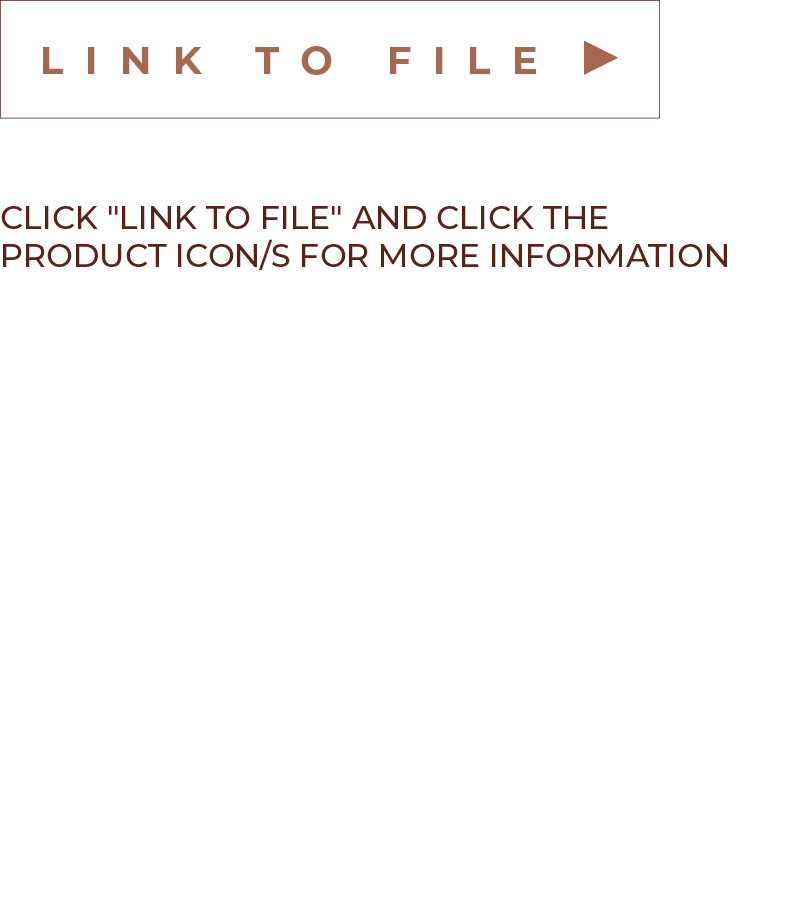 LINK TO FILE ▶
CLICK "LINK TO FILE" AND CLICK THE
PRODUCT ICON/S FOR MORE INFORMATION